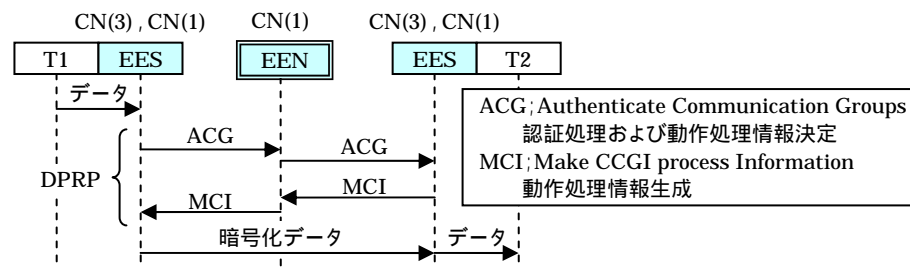 CN(3) , CN(1)
CN(1)
CN(3) , CN(1)
T1
EES
EEN
EES
T2
データ
ACG
ACG
DPRP
MCI
MCI
暗号化データ
データ
ACG;Authenticate Communication Groups
認証処理および動作処理情報決定
MCI;Make CCGI process Information
動作処理情報生成